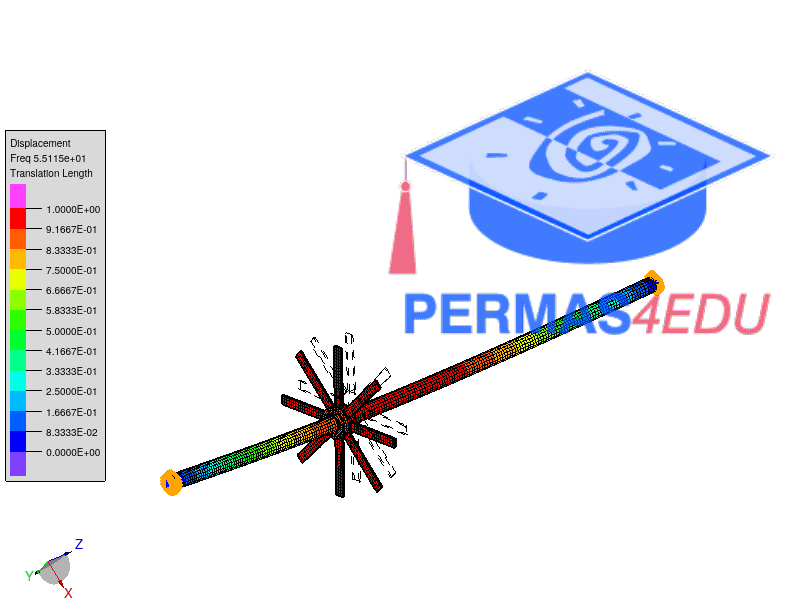 Displacement
Freq 5.5115e+01
Translation Length
1.0000E+00
9.1667E-01
8.3333E-01
7.5000E-01
6.6667E-01
5.8333E-01
5.0000E-01
4.1667E-01
3.3333E-01
2.5000E-01
1.6667E-01
8.3333E-02
0.0000E+00
PERMAS4EDU
Z
Y
X